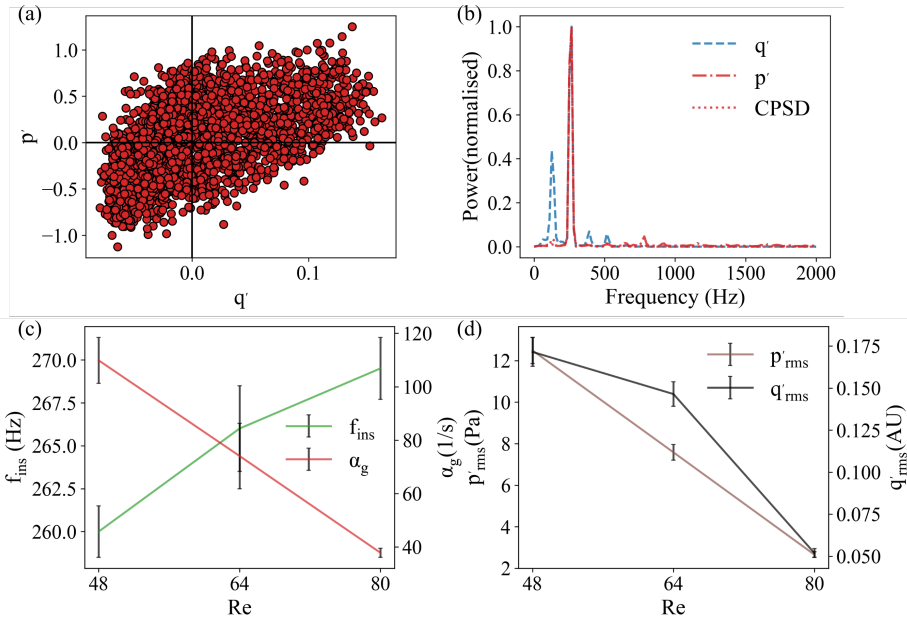 (a)
1.0
0.5
0.0
−0.5
−1.0
p′
0.0
0.1
q′
(b)
1.0
0.8
0.6
0.4
0.2
0.0
Power(normalised)
q′
p′
CPSD
0
500
1000
1500
2000
Frequency (Hz)
(c)
270.0
267.5
265.0
262.5
260.0
f_ins (Hz)
f_ins
α_g
120
100
80
60
40
α_g(1/s)
48
64
80
Re
(d)
12
10
8
6
4
2
p′_rms(Pa)
p′_rms
q′_rms
0.175
0.150
0.125
0.100
0.075
0.050
q′_rms(AU)
48
64
80
Re